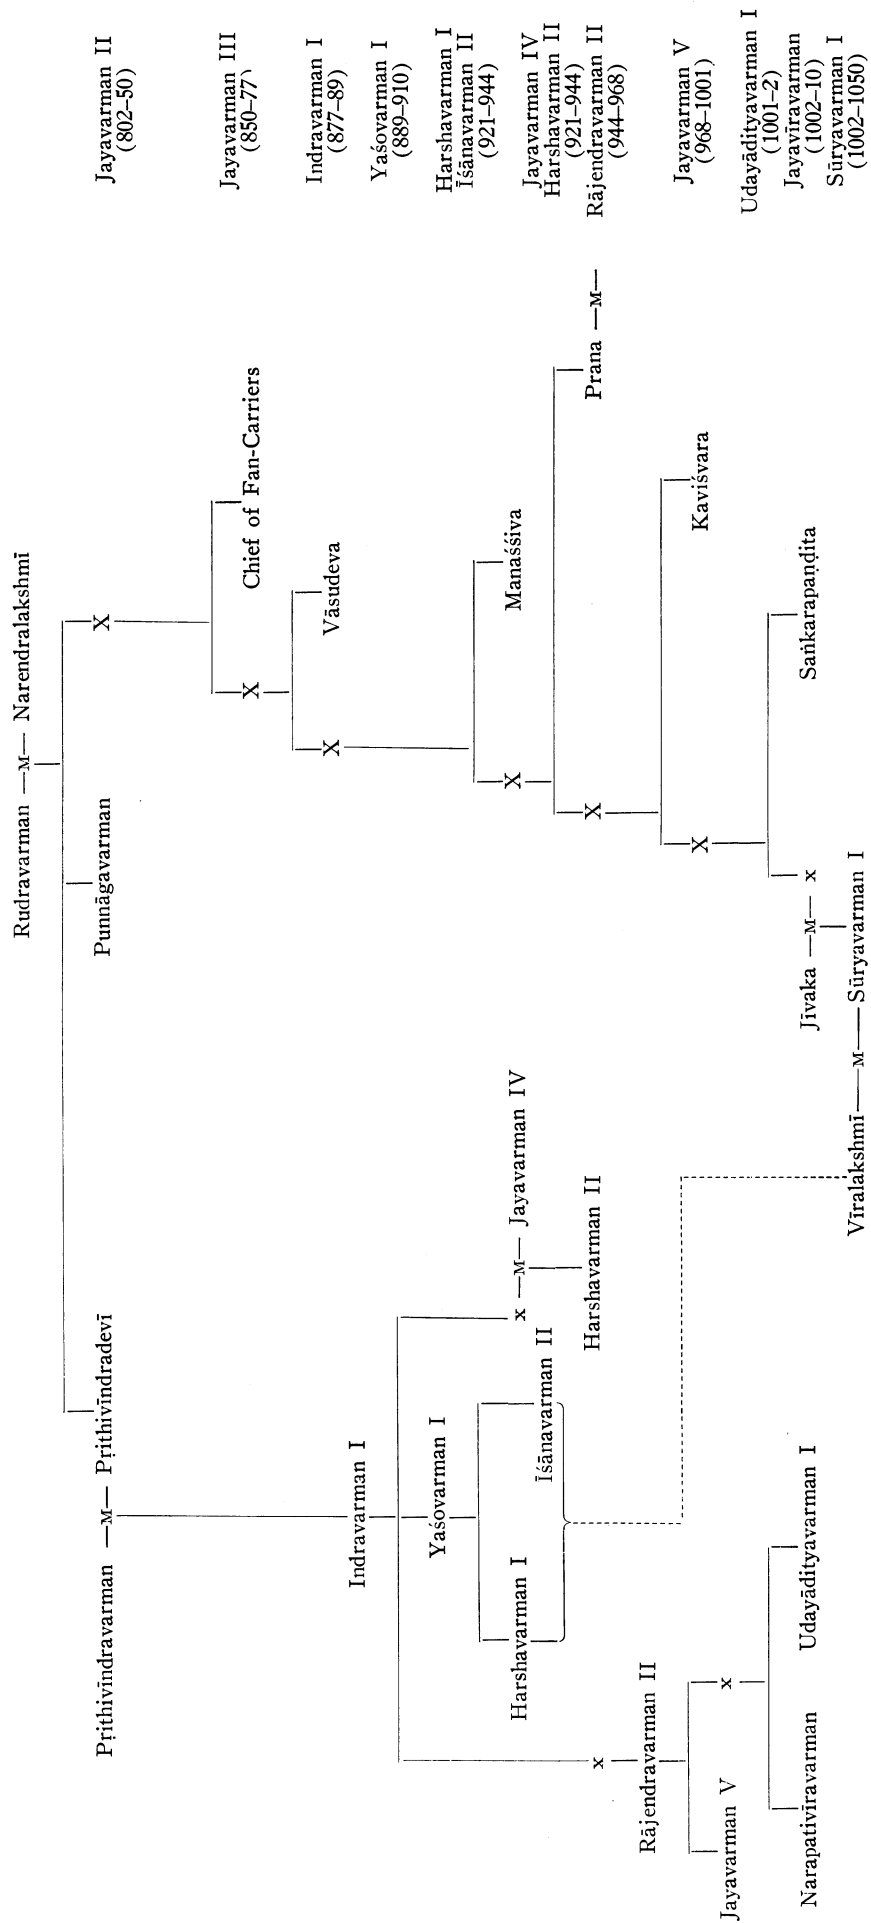 Rudravarman —M— Narendralakshmī
Pṛithivīndravarman —M— Pṛithivīndradevī Punnāgavarman X Jayavarman II
(802–50)
Jayavarman III
X Chief of Fan-Carriers (850–77)
Indravarman I
X Vāsudeva (877–89)
Indravarman I
Yaśovarman I
(889–910)
Yaśovarman I
Harshavarman I
Īśānavarman II
(921–944)
Harshavarman I x —M— Jayavarman IV X Manaśśiva
Jayavarman IV
Īśānavarman II Harshavarman II
(921–944)
x Harshavarman II X Prana —M— Rājendravarman II
(944–968)
Rājendravarman II
Jayavarman V
X Kaviśvara (968–1001)
Jayavarman V x
Udayādityavarman I
(1001–2)
Jayavīravarman
Narapativīravarman Udayādityavarman I Jīvaka —M— x Saṅkarapaṇḍita (1002–10)
Sūryavarman I
Vīralakshmī —M— Sūryavarman I (1002–1050)